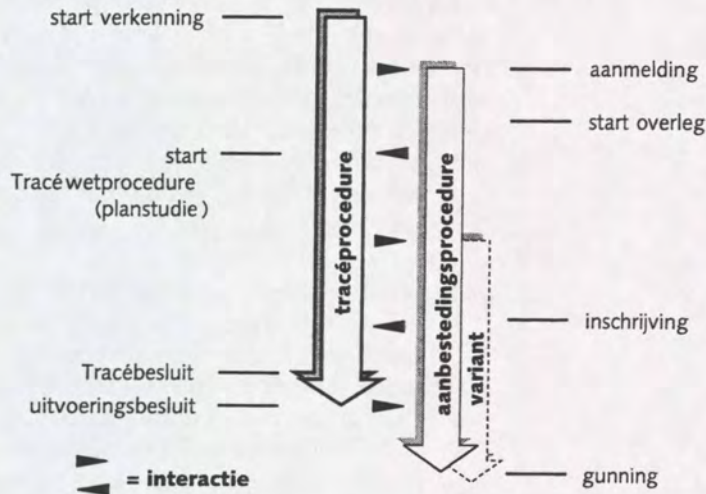 start verkenning
aanmelding
start overleg
start
Tracéwetprocedure
(planstudie)
tracéprocedure
aanbestedingsprocedure
variant
inschrijving
Tracébesluit
uitvoeringsbesluit
= interactie
gunning